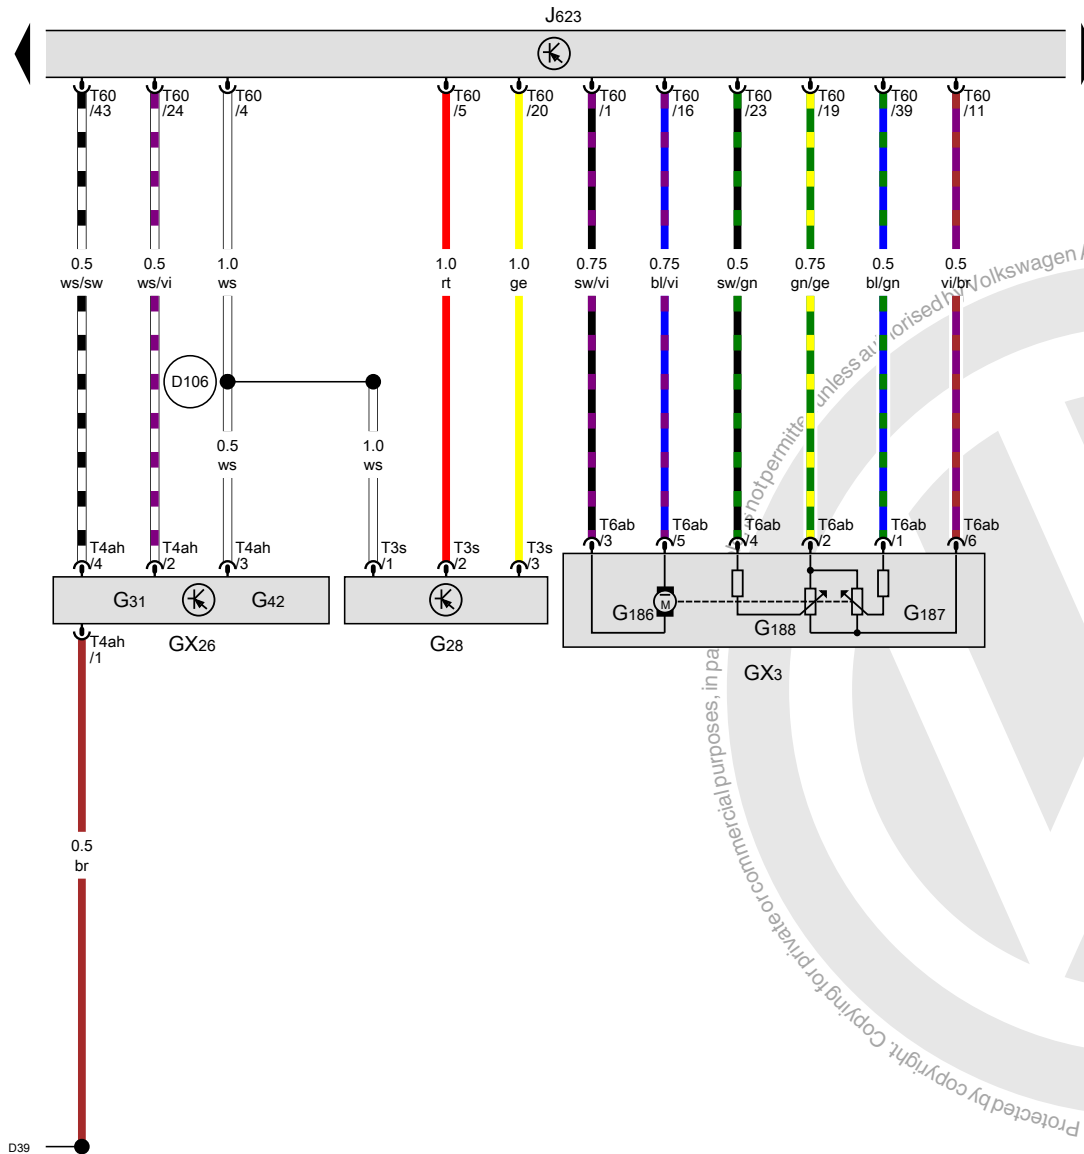 J623
T60 T60 T60 T60 T60 T60 T60 T60 T60 T60 T60
/43 /24 /4 /5 /20 /1 /16 /23 /19 /39 /11
0.5 0.5 1.0 1.0 1.0 0.75 0.75 0.5 0.75 0.5 0.5
ws/sw ws/vi ws rt ge sw/vi bl/vi sw/gn gn/ge bl/gn vi/br
D106
0.5 1.0
ws ws
T4ah T4ah T4ah T3s T3s T3s T6ab T6ab T6ab T6ab T6ab T6ab
/4 /2 /3 /1 /2 /3 /3 /5 /4 /2 /1 /6
G31 G42
G186 M G188 G187
T4ah
/1
GX26 G28
GX3
0.5
br
D39
not permitted unless authorised by Volkswagen A
Protected by copyright. Copying for private or commercial purposes, in pa